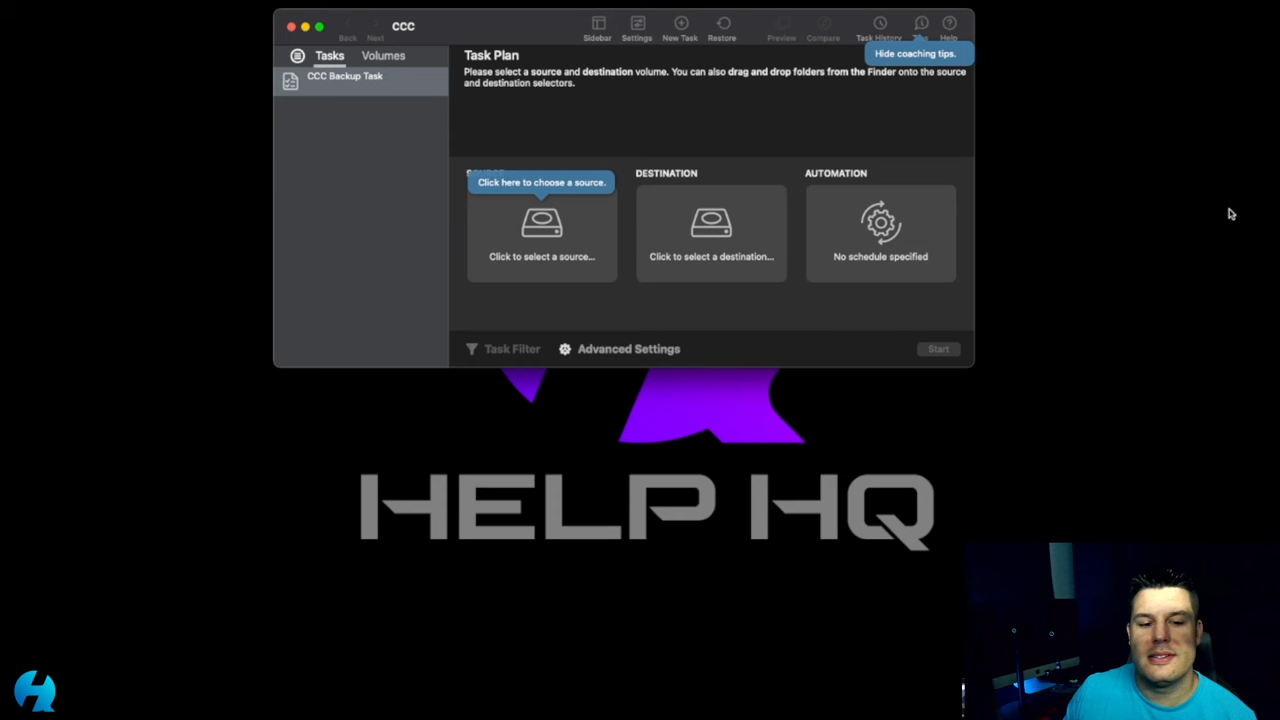 CCC
Back
Next
Sidebar
Settings
New Task
Restore
Preview
Compare
Task History
Help
Hide coaching tips.
Tasks
Volumes
CCC Backup Task
Task Plan
Please select a source and destination volume. You can also drag and drop folders from the Finder onto the source
and destination selectors.
Click here to choose a source.
DESTINATION
AUTOMATION
Click to select a source...
Click to select a destination...
No schedule specified
Task Filter
Advanced Settings
Start
HELP HQ